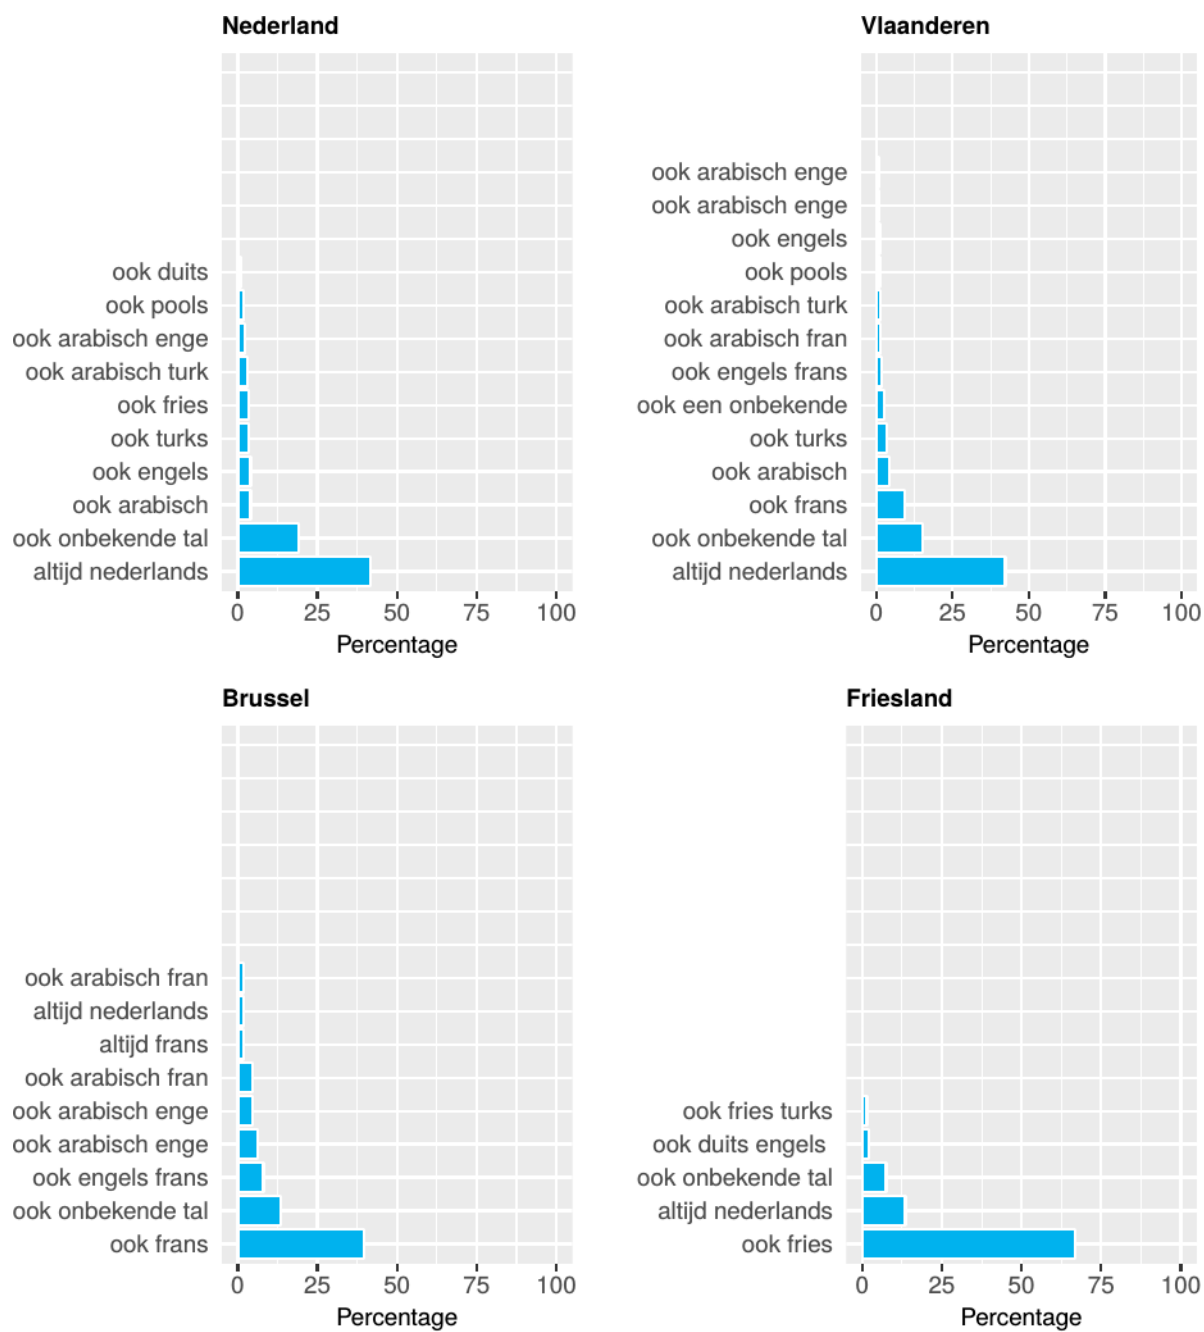 Nederland
ook duits
ook pools
ook arabisch enge
ook arabisch turk
ook fries
ook turks
ook engels
ook arabisch
ook onbekende tal
altijd nederlands
0 25 50 75 100
Percentage
Vlaanderen
ook arabisch enge
ook arabisch enge
ook engels
ook pools
ook arabisch turk
ook arabisch fran
ook engels frans
ook een onbekende
ook turks
ook arabisch
ook frans
ook onbekende tal
altijd nederlands
0 25 50 75 100
Percentage
Brussel
ook arabisch fran
altijd nederlands
altijd frans
ook arabisch fran
ook arabisch enge
ook arabisch enge
ook engels frans
ook onbekende tal
ook frans
0 25 50 75 100
Percentage
Friesland
ook fries turks
ook duits engels
ook onbekende tal
altijd nederlands
ook fries
0 25 50 75 100
Percentage